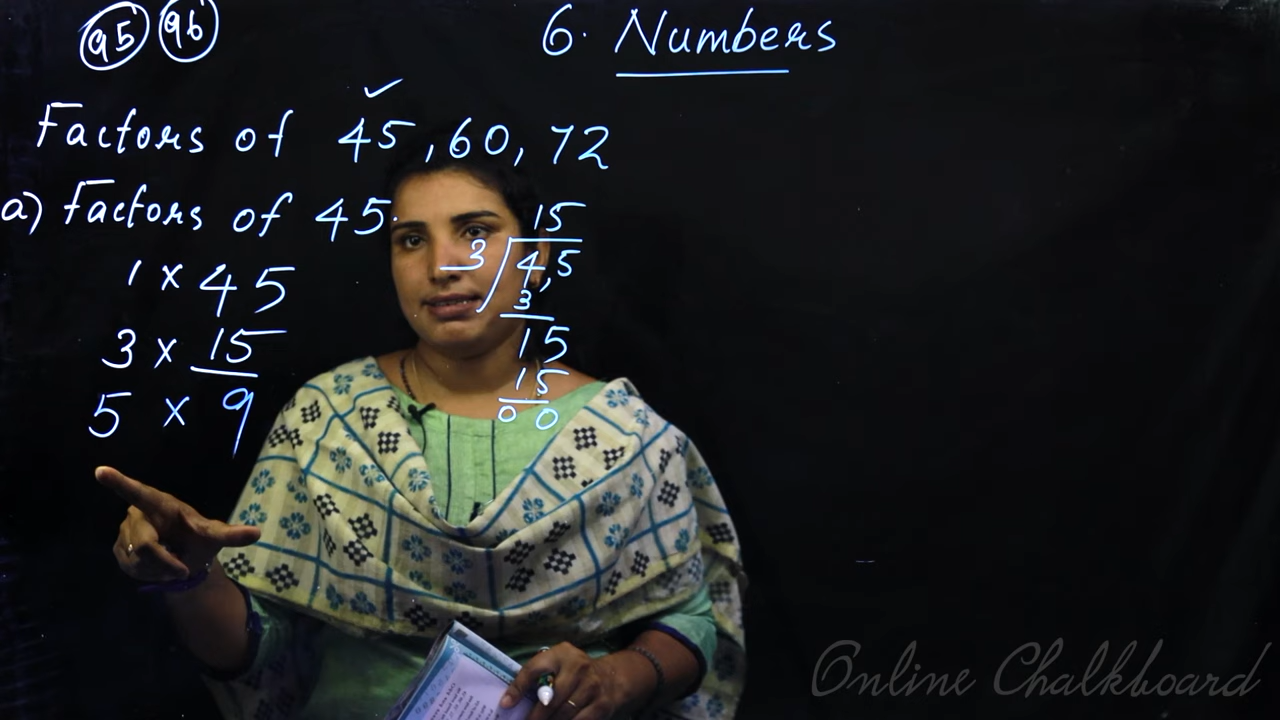 95 96
6. Numbers
Factors of 45, 60, 72
a) Factors of 45.
1 x 45
3 x 15
5 x 9
15
3 45
3
15
15
0 0
Online Chalkboard